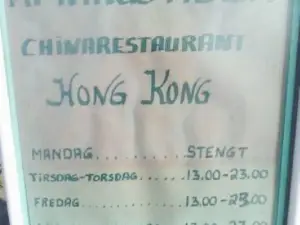 CHINARESTAURANT
HONG KONG
MANDAG.......... STENGT
TIRSDAG-TORSDAG...... 13.00-23.00
FREDAG........... 13.00-23.00